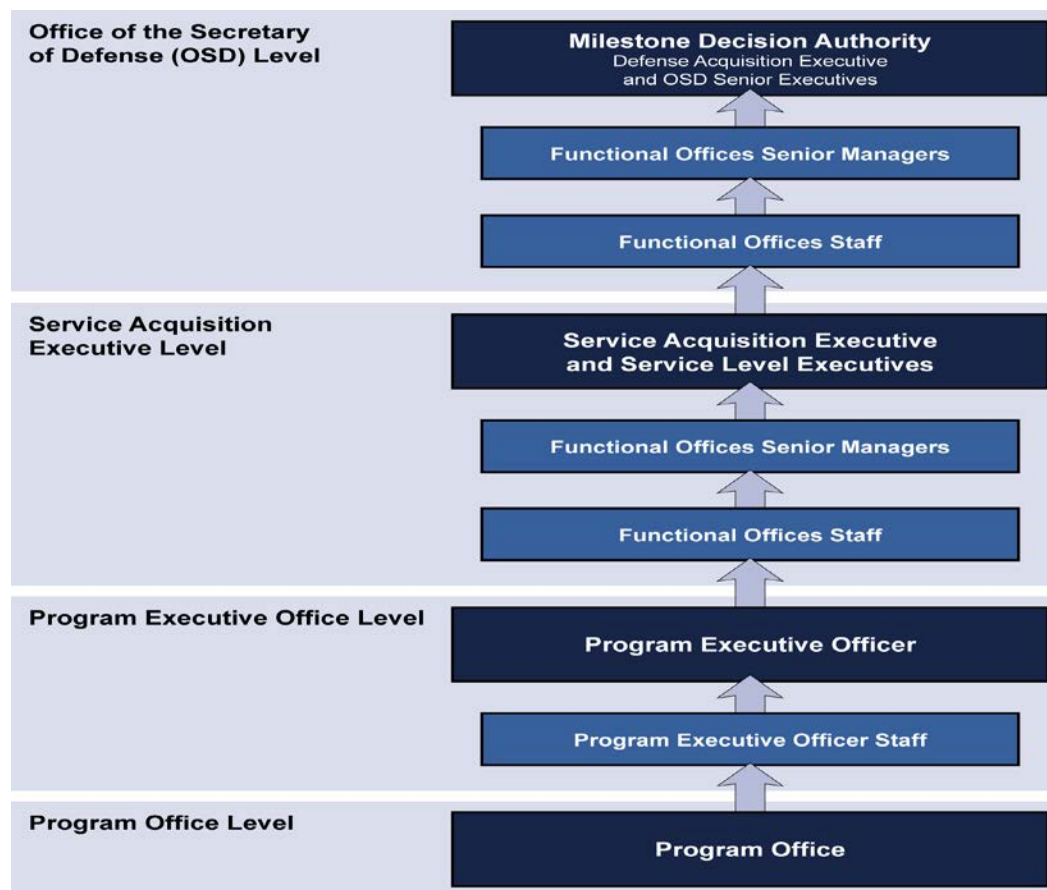 Office of the Secretary
of Defense (OSD) Level
Milestone Decision Authority
Defense Acquisition Executive
and OSD Senior Executives
Functional Offices Senior Managers
Functional Offices Staff
Service Acquisition
Executive Level
Service Acquisition Executive
and Service Level Executives
Functional Offices Senior Managers
Functional Offices Staff
Program Executive Office Level
Program Executive Officer
Program Executive Officer Staff
Program Office Level
Program Office